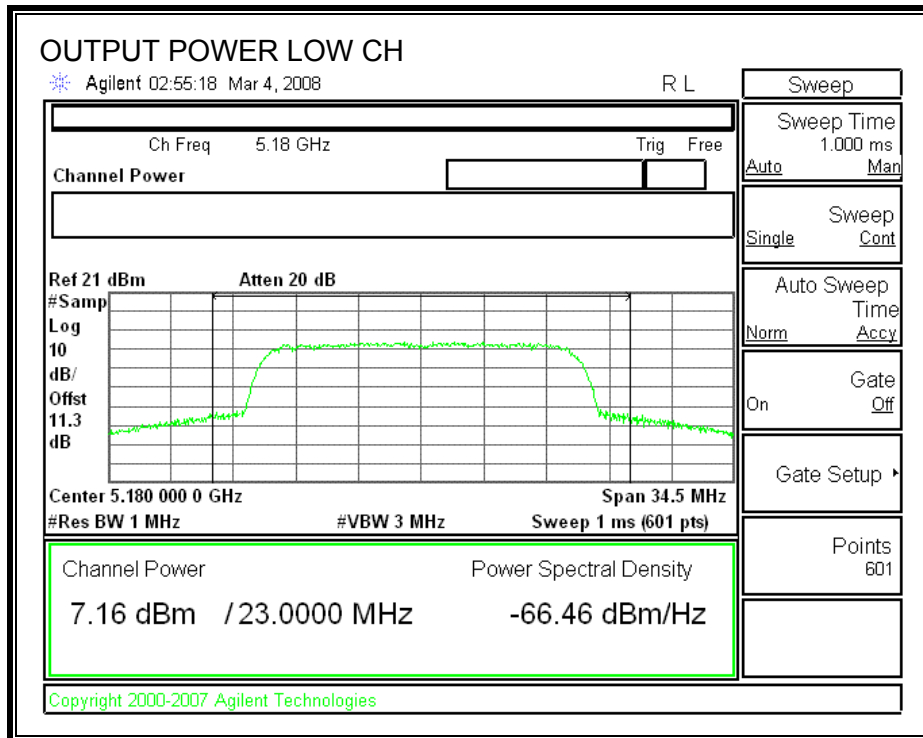 OUTPUT POWER LOW CH
Agilent 02:55:18 Mar 4, 2008 R L
Ch Freq 5.18 GHz Trig Free
Channel Power
Ref 21 dBm Atten 20 dB
#Samp
Log
10
dB/
Offst
11.3
dB
Center 5.180 000 0 GHz Span 34.5 MHz
#Res BW 1 MHz #VBW 3 MHz Sweep 1 ms (601 pts)
Channel Power Power Spectral Density
7.16 dBm / 23.0000 MHz -66.46 dBm/Hz
Copyright 2000-2007 Agilent Technologies
Sweep
Sweep Time
1.000 ms
Auto Man
Sweep
Single Cont
Auto Sweep
Time
Norm Accy
Gate
On Off
Gate Setup
Points
601